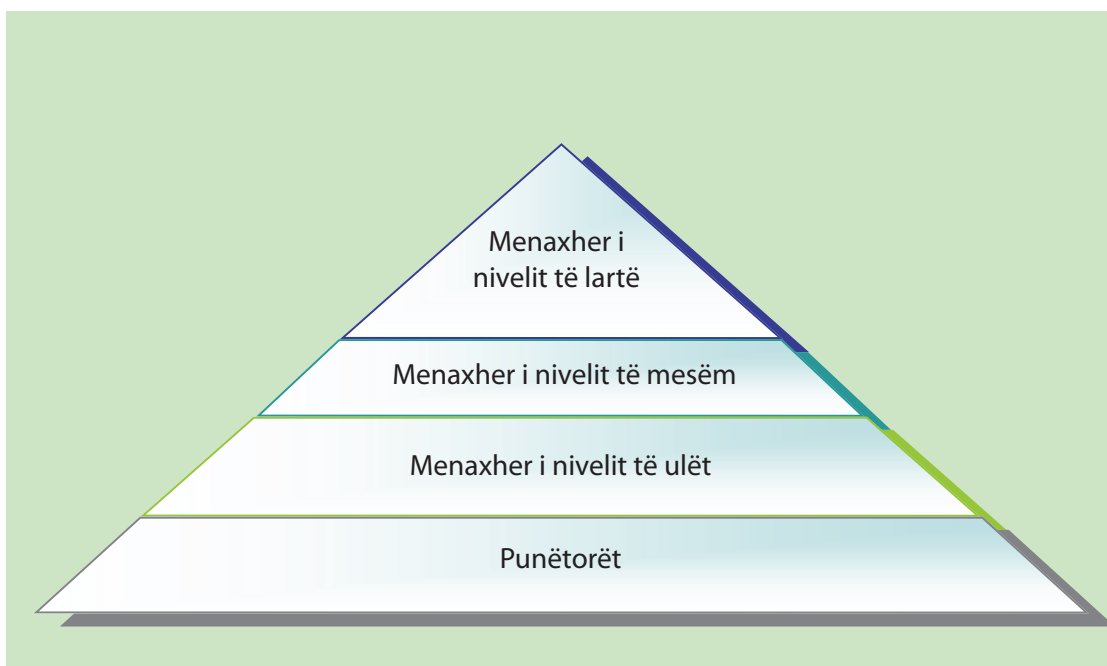 Menaxher i
nivelit të lartë
Menaxher i nivelit të mesëm
Menaxher i nivelit të ulët
Punëtorët